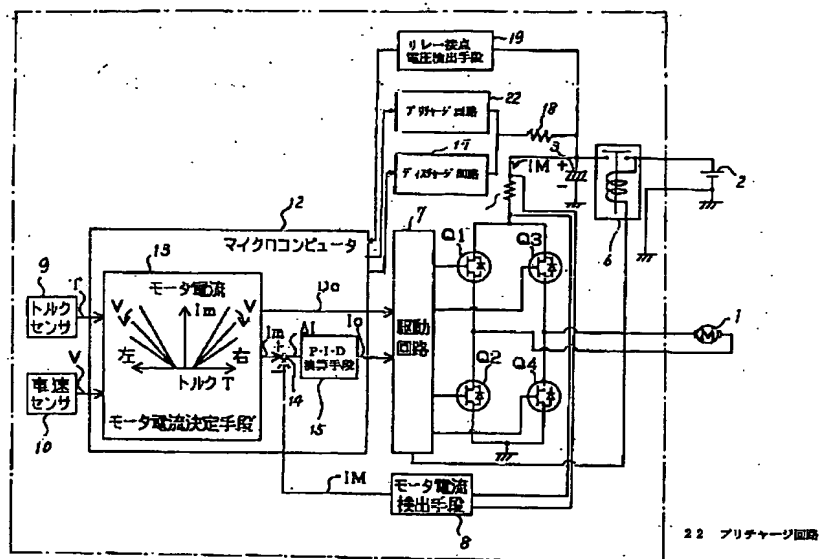 19
リレー接点
電圧検出手段
22
プリチャージ回路
18
17
ディスチャージ回路
3
IM
+
-
2
6
12
マイクロコンピュータ
7
Q1
Q3
13
9
T
トルク
センサ
モータ電流
V
Im
V
左
右
トルクT
モータ電流決定手段
Do
Im
+
-
ΔI
14
P・I・D
演算手段
15
Io
駆動
回路
1
M
Q2
Q4
V
車速
センサ
10
IM
モータ電流
検出手段
8
22 プリチャージ回路